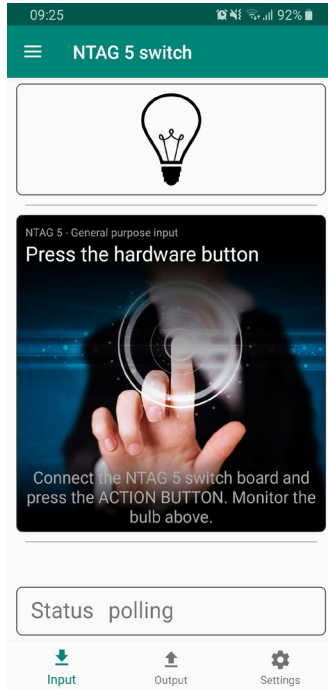 09:25 92%
NTAG 5 switch
NTAG 5 - General purpose input
Press the hardware button
Connect the NTAG 5 switch board and
press the ACTION BUTTON. Monitor the
bulb above.
Status polling
Input Output Settings